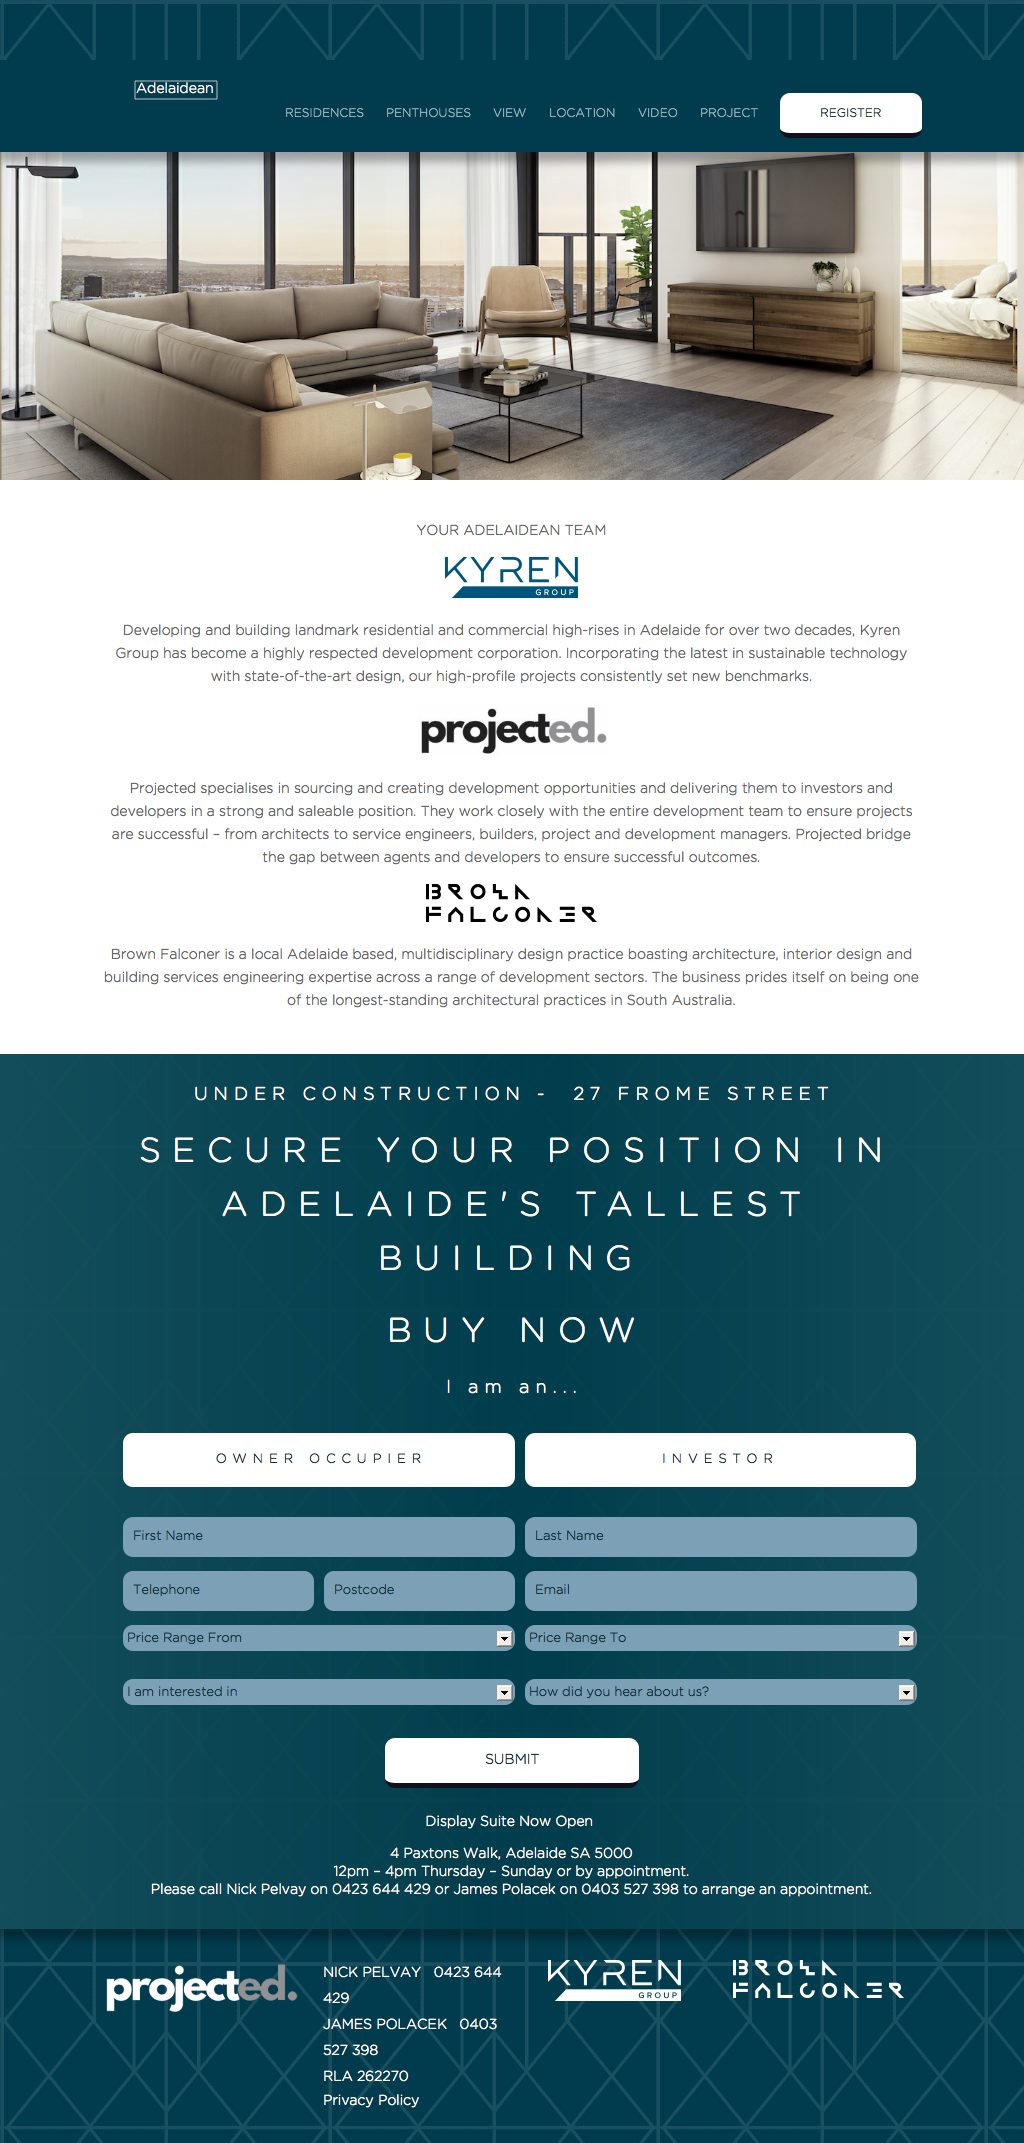 Adelaidean
RESIDENCES PENTHOUSES VIEW LOCATION VIDEO PROJECT REGISTER
YOUR ADELAIDEAN TEAM
KYREN
GROUP
Developing and building landmark residential and commercial high-rises in Adelaide for over two decades, Kyren
Group has become a highly respected development corporation. Incorporating the latest in sustainable technology
with state-of-the-art design, our high-profile projects consistently set new benchmarks.
projected.
Projected specialises in sourcing and creating development opportunities and delivering them to investors and
developers in a strong and saleable position. They work closely with the entire development team to ensure projects
are successful – from architects to service engineers, builders, project and development managers. Projected bridge
the gap between agents and developers to ensure successful outcomes.
BROWN
FALCONER
Brown Falconer is a local Adelaide based, multidisciplinary design practice boasting architecture, interior design and
building services engineering expertise across a range of development sectors. The business prides itself on being one
of the longest-standing architectural practices in South Australia.
UNDER CONSTRUCTION - 27 FROME STREET
SECURE YOUR POSITION IN
ADELAIDE'S TALLEST
BUILDING
BUY NOW
I am an...
OWNER OCCUPIER INVESTOR
First Name Last Name
Telephone Postcode Email
Price Range From Price Range To
I am interested in How did you hear about us?
SUBMIT
Display Suite Now Open
4 Paxtons Walk, Adelaide SA 5000
12pm – 4pm Thursday – Sunday or by appointment.
Please call Nick Pelvay on 0423 644 429 or James Polacek on 0403 527 398 to arrange an appointment.
projected.
NICK PELVAY 0423 644
429
JAMES POLACEK 0403
527 398
RLA 262270
Privacy Policy
KYREN
GROUP
BROWN
FALCONER